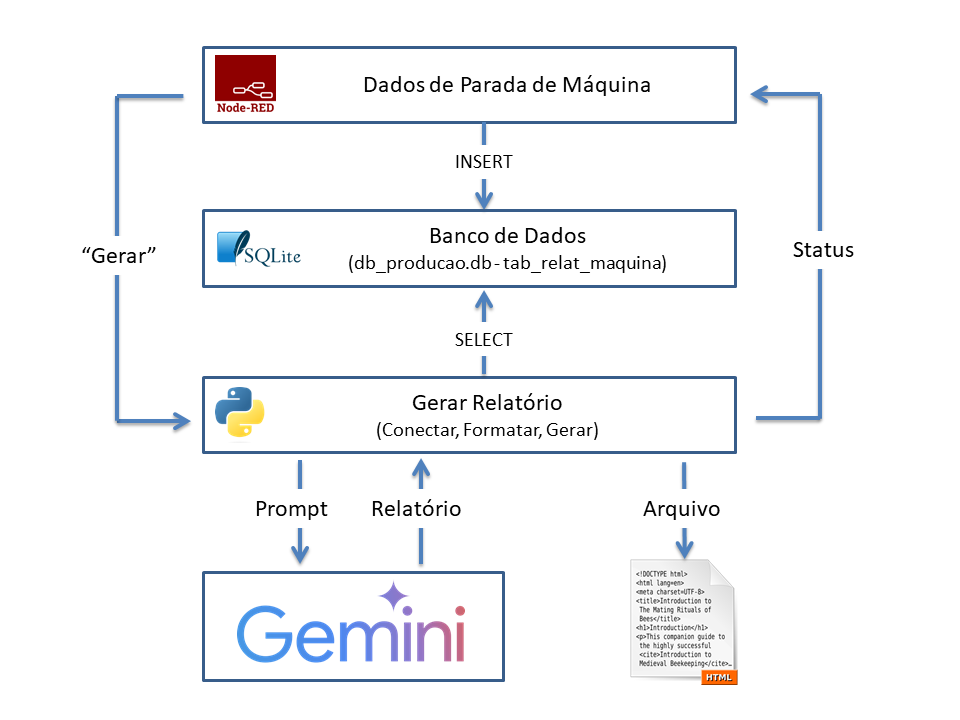 Node-RED
Dados de Parada de Máquina
INSERT
SQLite
Banco de Dados
(db_producao.db - tab_relat_maquina)
“Gerar”
Status
SELECT
Gerar Relatório
(Conectar, Formatar, Gerar)
Prompt
Relatório
Arquivo
Gemini
<!DOCTYPE html>
<html lang=en>
<meta charset=UTF-8>
<title>Introduction to
The Mating Rituals of
Bees</title>
<h1>Introduction</h1>
<p>This companion guide to
the highly successful
<cite>Introduction to
Medieval Beekeeping</cite>…
HTML